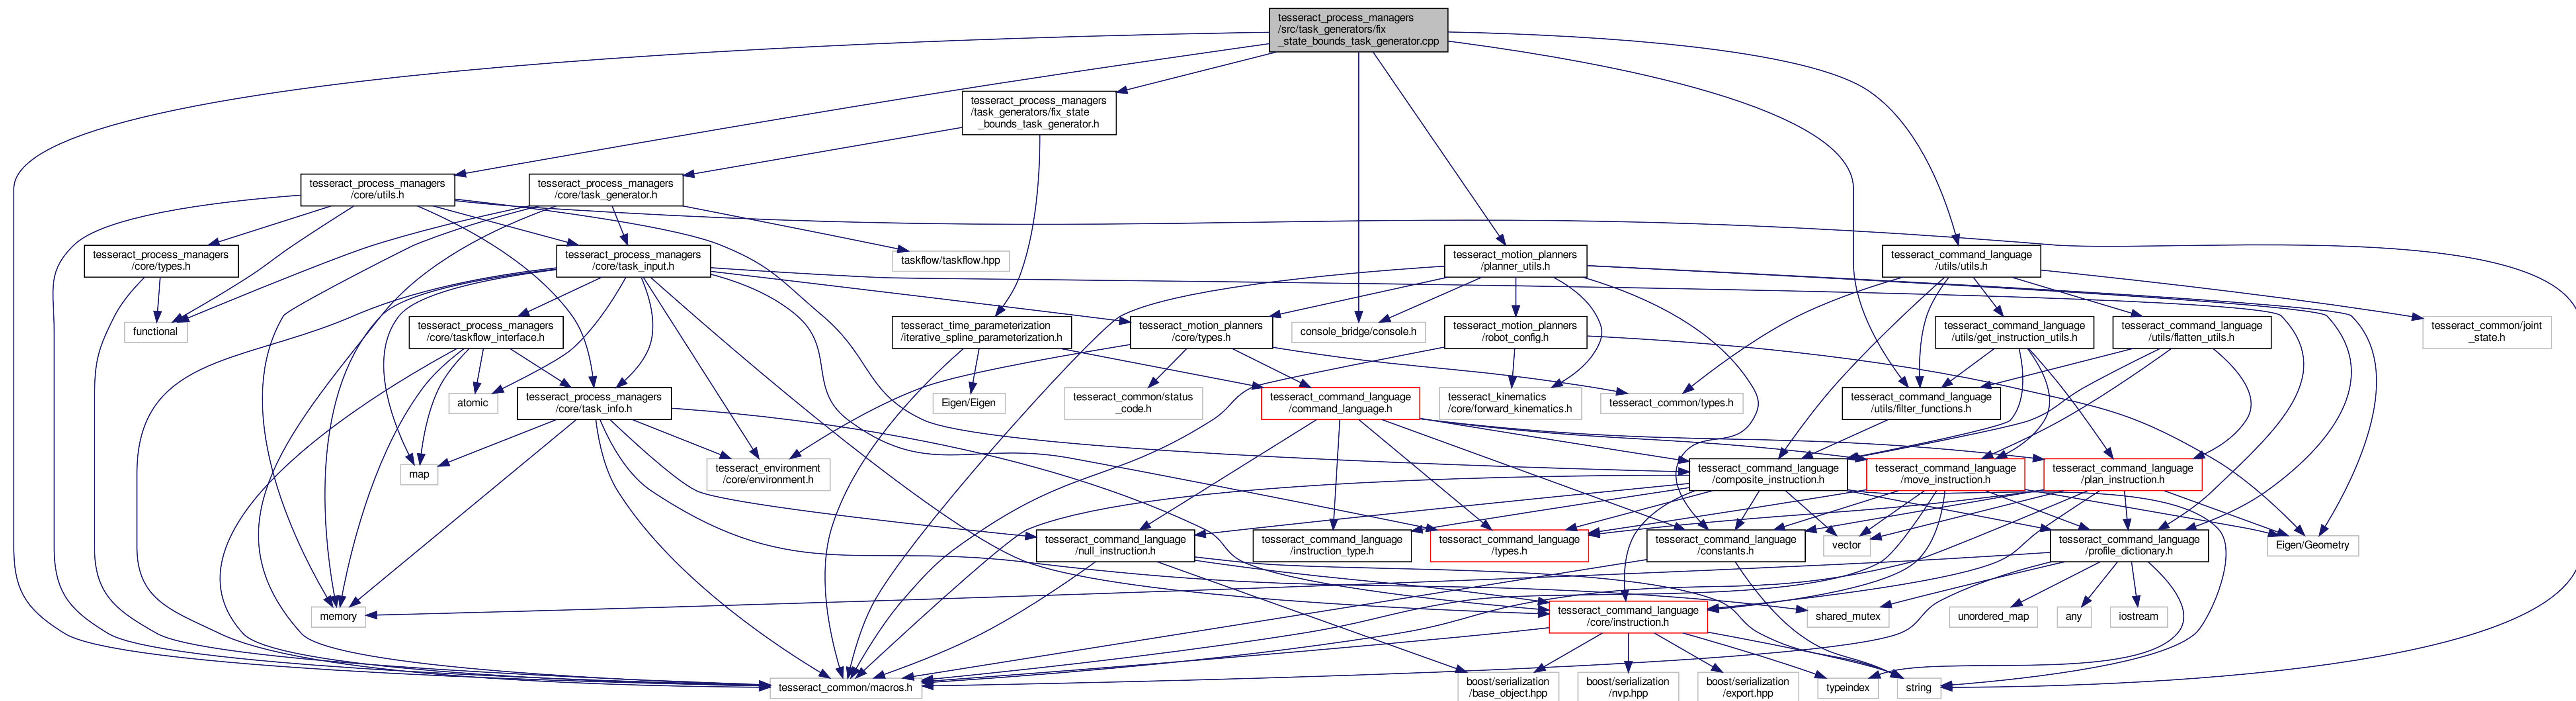 tesseract_process_managers
/src/task_generators/fix
_state_bounds_task_generator.cpp
tesseract_process_managers
/task_generators/fix_state
_bounds_task_generator.h
tesseract_process_managers
/core/utils.h
tesseract_process_managers
/core/task_generator.h
tesseract_process_managers
/core/types.h
tesseract_process_managers
/core/task_input.h
taskflow/taskflow.hpp
tesseract_motion_planners
/planner_utils.h
tesseract_command_language
/utils/utils.h
functional
tesseract_process_managers
/core/taskflow_interface.h
tesseract_time_parameterization
/iterative_spline_parameterization.h
tesseract_motion_planners
/core/types.h
console_bridge/console.h
tesseract_motion_planners
/robot_config.h
tesseract_command_language
/utils/get_instruction_utils.h
tesseract_command_language
/utils/flatten_utils.h
tesseract_common/joint
_state.h
atomic
tesseract_process_managers
/core/task_info.h
Eigen/Eigen
tesseract_common/status
_code.h
tesseract_command_language
/command_language.h
tesseract_kinematics
/core/forward_kinematics.h
tesseract_common/types.h
tesseract_command_language
/utils/filter_functions.h
map
tesseract_environment
/core/environment.h
tesseract_command_language
/composite_instruction.h
tesseract_command_language
/move_instruction.h
tesseract_command_language
/plan_instruction.h
tesseract_command_language
/null_instruction.h
tesseract_command_language
/instruction_type.h
tesseract_command_language
/types.h
tesseract_command_language
/constants.h
vector
tesseract_command_language
/profile_dictionary.h
Eigen/Geometry
memory
tesseract_command_language
/core/instruction.h
shared_mutex
unordered_map
any
iostream
tesseract_common/macros.h
boost/serialization
/base_object.hpp
boost/serialization
/nvp.hpp
boost/serialization
/export.hpp
typeindex
string